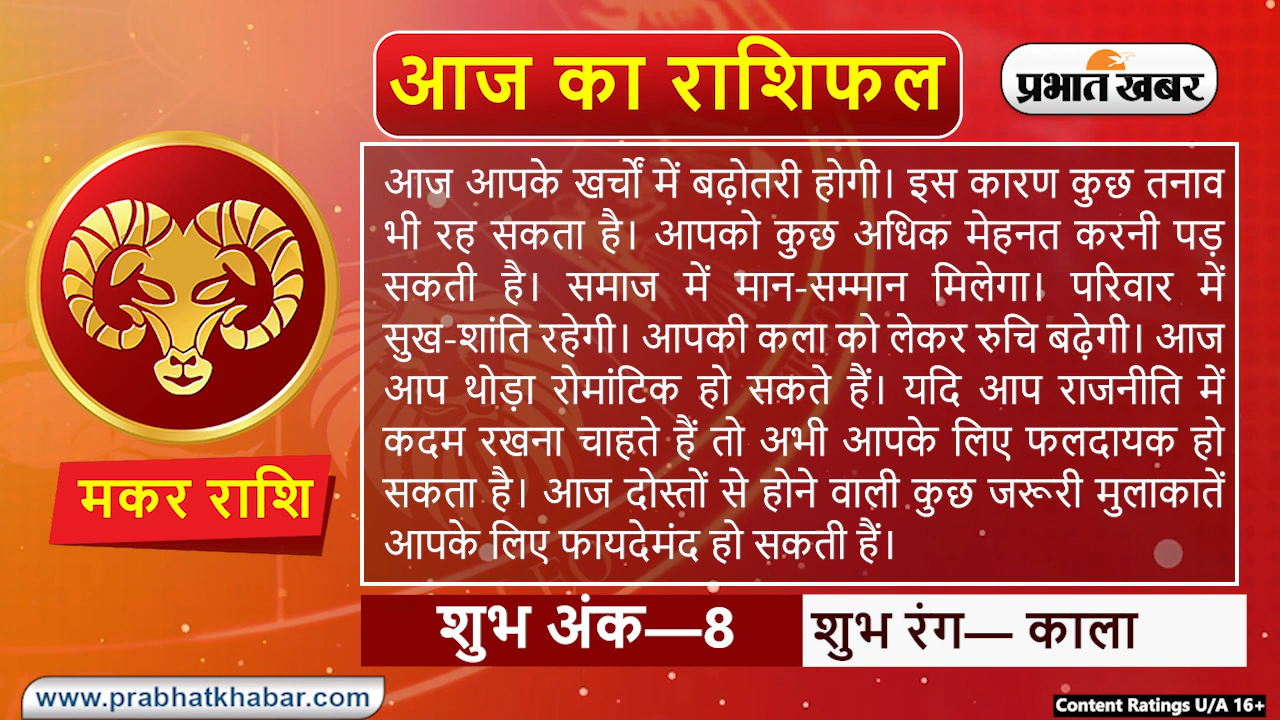 आज का राशिफल
प्रभात खबर
आज आपके खर्चों में बढ़ोतरी होगी। इस कारण कुछ तनाव
भी रह सकता है। आपको कुछ अधिक मेहनत करनी पड़
सकती है। समाज में मान-सम्मान मिलेगा। परिवार में
सुख-शांति रहेगी। आपकी कला को लेकर रुचि बढ़ेगी। आज
आप थोड़ा रोमांटिक हो सकते हैं। यदि आप राजनीति में
कदम रखना चाहते हैं तो अभी आपके लिए फलदायक हो
सकता है। आज दोस्तों से होने वाली कुछ जरूरी मुलाकातें
आपके लिए फायदेमंद हो सकती हैं।
मकर राशि
शुभ अंक—8
शुभ रंग— काला
www.prabhatkhabar.com
Content Ratings U/A 16+